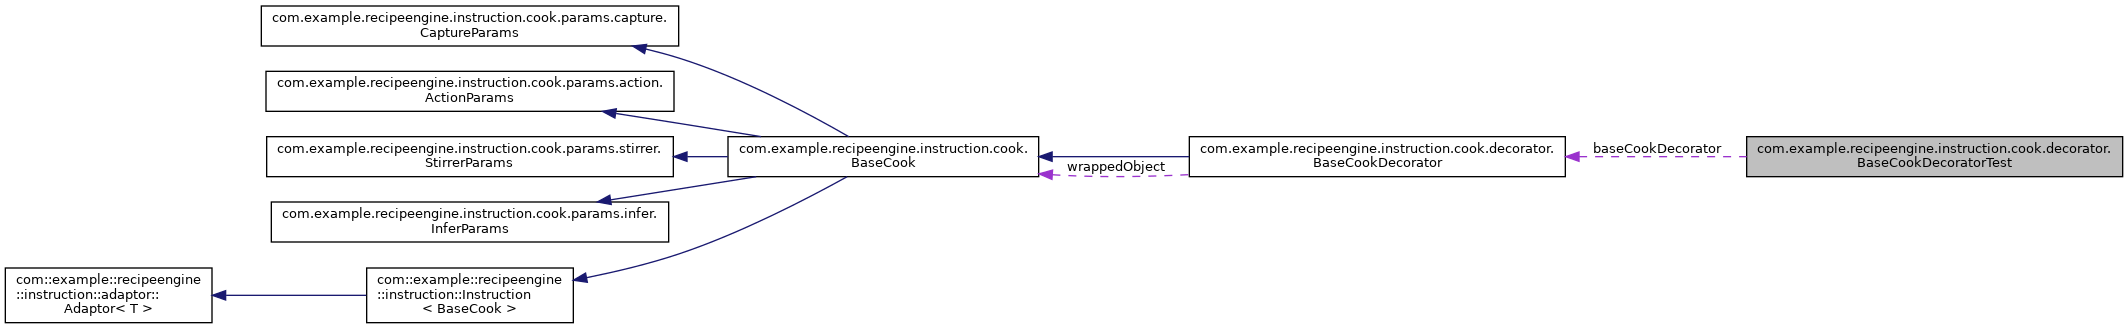 com.example.recipeengine.instruction.cook.params.capture.
CaptureParams
com.example.recipeengine.instruction.cook.params.action.
ActionParams
com.example.recipeengine.instruction.cook.params.stirrer.
StirrerParams
com.example.recipeengine.instruction.cook.params.infer.
InferParams
com::example::recipeengine
::instruction::adaptor::
Adaptor< T >
com::example::recipeengine
::instruction::Instruction
< BaseCook >
com.example.recipeengine.instruction.cook.
BaseCook
wrappedObject
com.example.recipeengine.instruction.cook.decorator.
BaseCookDecorator
baseCookDecorator
com.example.recipeengine.instruction.cook.decorator.
BaseCookDecoratorTest